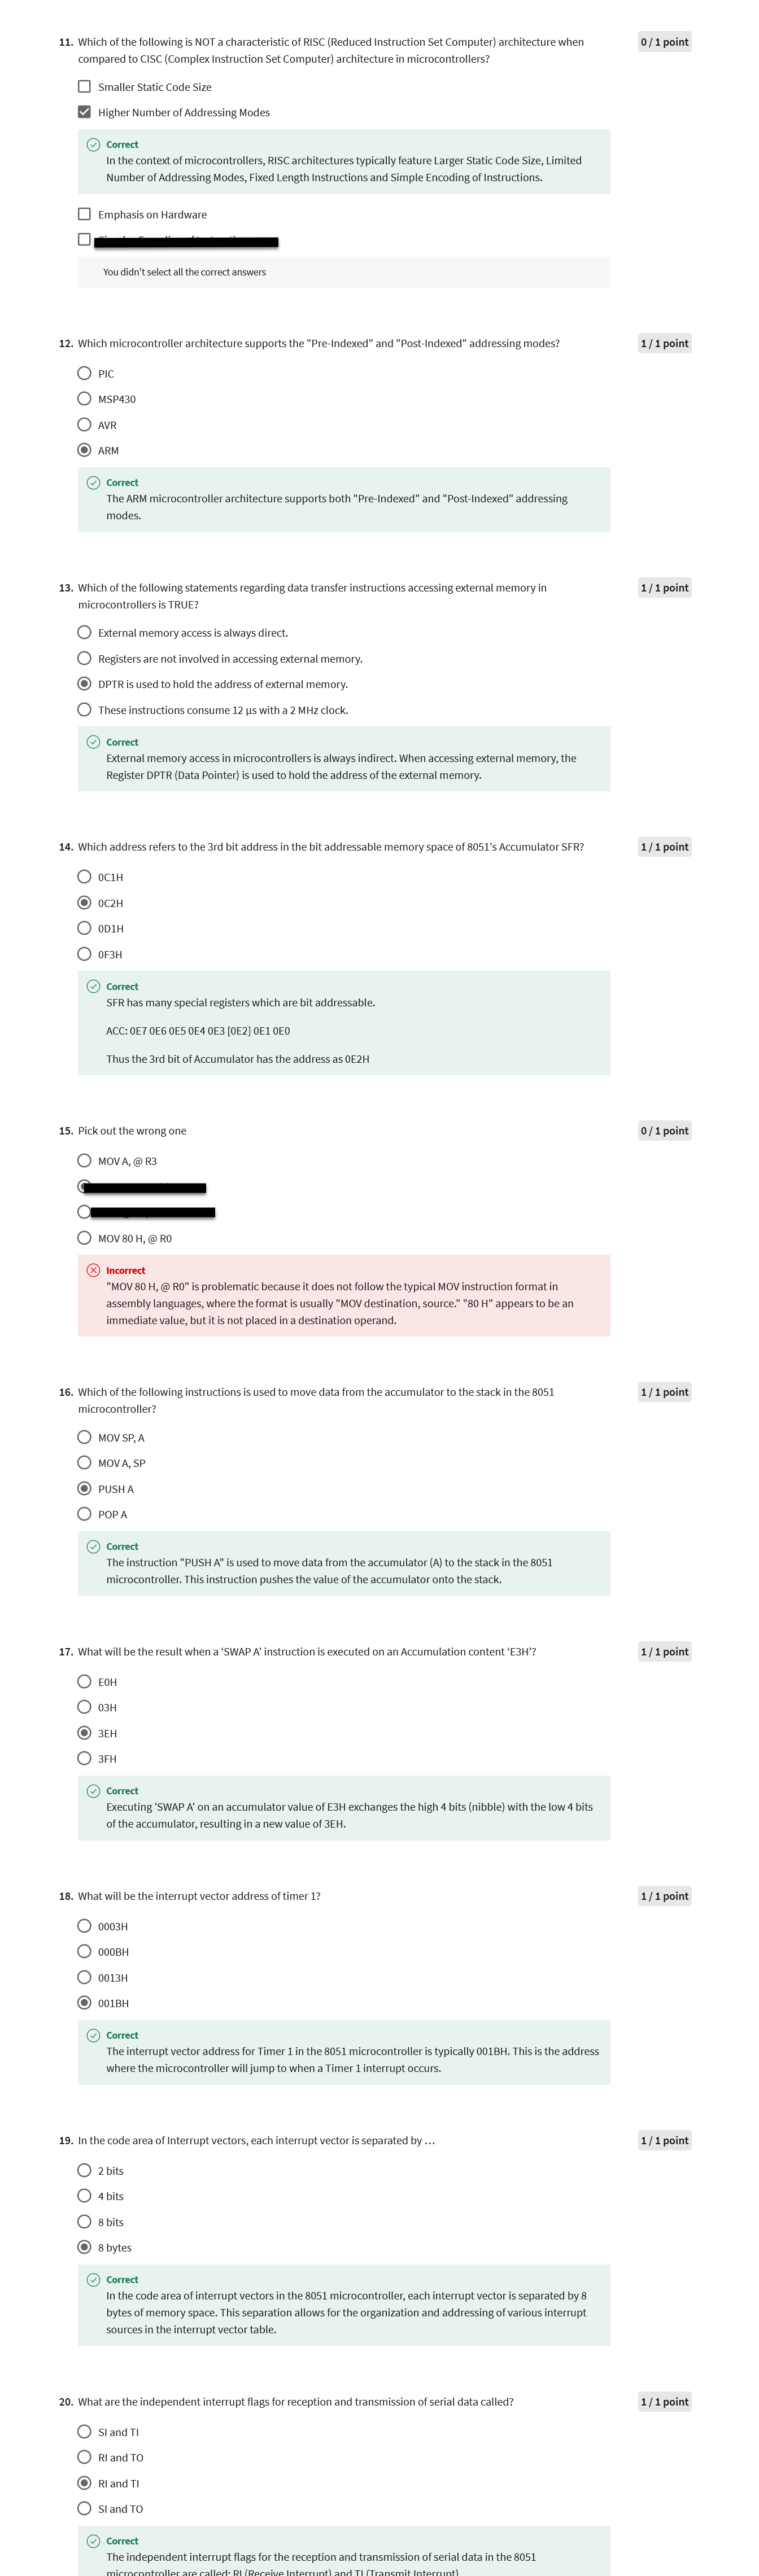 11. Which of the following is NOT a characteristic of RISC (Reduced Instruction Set Computer) architecture when
compared to CISC (Complex Instruction Set Computer) architecture in microcontrollers?
0 / 1 point
Smaller Static Code Size
Higher Number of Addressing Modes
Correct
In the context of microcontrollers, RISC architectures typically feature Larger Static Code Size, Limited
Number of Addressing Modes, Fixed Length Instructions and Simple Encoding of Instructions.
Emphasis on Hardware
You didn't select all the correct answers
12. Which microcontroller architecture supports the "Pre-Indexed" and "Post-Indexed" addressing modes?
1 / 1 point
PIC
MSP430
AVR
ARM
Correct
The ARM microcontroller architecture supports both "Pre-Indexed" and "Post-Indexed" addressing
modes.
13. Which of the following statements regarding data transfer instructions accessing external memory in
microcontrollers is TRUE?
1 / 1 point
External memory access is always direct.
Registers are not involved in accessing external memory.
DPTR is used to hold the address of external memory.
These instructions consume 12 µs with a 2 MHz clock.
Correct
External memory access in microcontrollers is always indirect. When accessing external memory, the
Register DPTR (Data Pointer) is used to hold the address of the external memory.
14. Which address refers to the 3rd bit address in the bit addressable memory space of 8051's Accumulator SFR?
1 / 1 point
0C1H
0C2H
0D1H
0F3H
Correct
SFR has many special registers which are bit addressable.
ACC: 0E7 0E6 0E5 0E4 0E3 [0E2] 0E1 0E0
Thus the 3rd bit of Accumulator has the address as 0E2H
15. Pick out the wrong one
0 / 1 point
MOV A, @ R3
MOV 80 H, @ R0
Incorrect
"MOV 80 H, @ R0" is problematic because it does not follow the typical MOV instruction format in
assembly languages, where the format is usually "MOV destination, source." "80 H" appears to be an
immediate value, but it is not placed in a destination operand.
16. Which of the following instructions is used to move data from the accumulator to the stack in the 8051
microcontroller?
1 / 1 point
MOV SP, A
MOV A, SP
PUSH A
POP A
Correct
The instruction "PUSH A" is used to move data from the accumulator (A) to the stack in the 8051
microcontroller. This instruction pushes the value of the accumulator onto the stack.
17. What will be the result when a ‘SWAP A’ instruction is executed on an Accumulation content ‘E3H’?
1 / 1 point
E0H
03H
3EH
3FH
Correct
Executing 'SWAP A' on an accumulator value of E3H exchanges the high 4 bits (nibble) with the low 4 bits
of the accumulator, resulting in a new value of 3EH.
18. What will be the interrupt vector address of timer 1?
1 / 1 point
0003H
000BH
0013H
001BH
Correct
The interrupt vector address for Timer 1 in the 8051 microcontroller is typically 001BH. This is the address
where the microcontroller will jump to when a Timer 1 interrupt occurs.
19. In the code area of Interrupt vectors, each interrupt vector is separated by …
1 / 1 point
2 bits
4 bits
8 bits
8 bytes
Correct
In the code area of interrupt vectors in the 8051 microcontroller, each interrupt vector is separated by 8
bytes of memory space. This separation allows for the organization and addressing of various interrupt
sources in the interrupt vector table.
20. What are the independent interrupt flags for reception and transmission of serial data called?
1 / 1 point
SI and TI
RI and TO
RI and TI
SI and TO
Correct
The independent interrupt flags for the reception and transmission of serial data in the 8051
microcontroller are called: RI (Receive Interrupt) and TI (Transmit Interrupt)